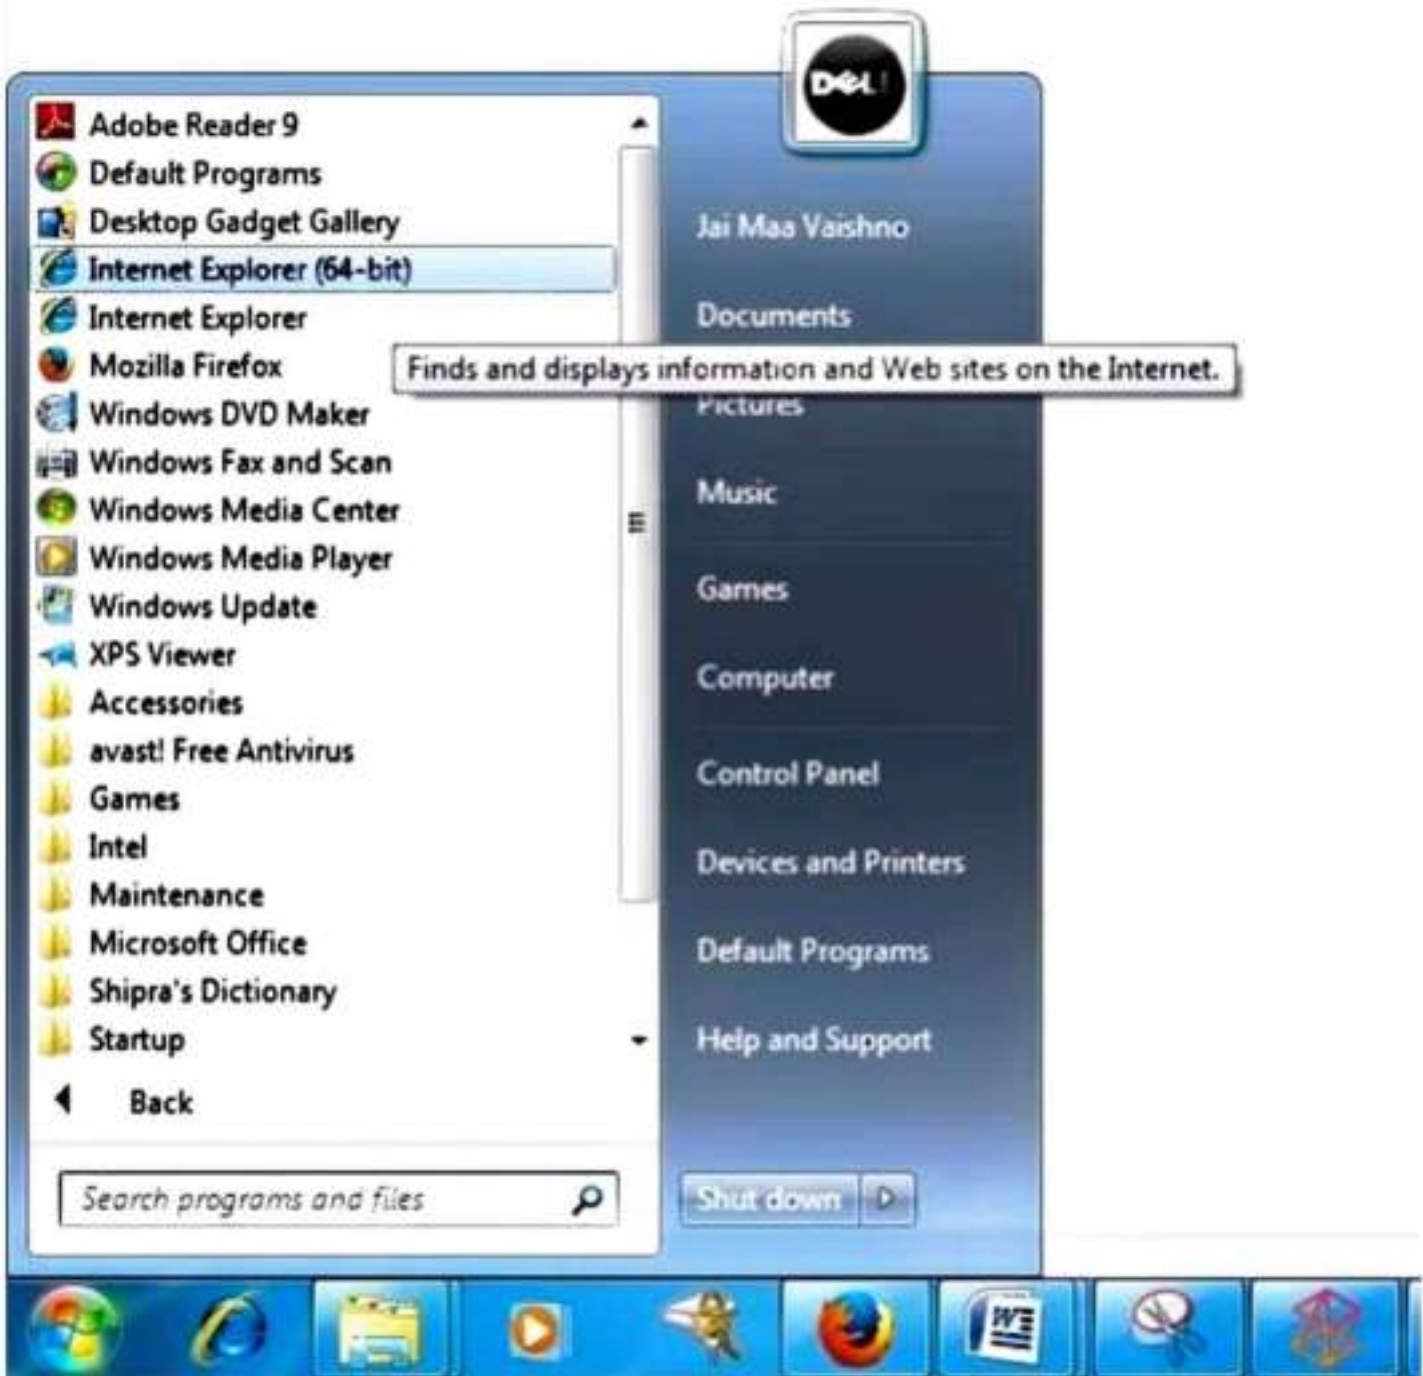 DELL
Adobe Reader 9
Default Programs
Desktop Gadget Gallery
Internet Explorer (64-bit)
Internet Explorer
Mozilla Firefox
Windows DVD Maker
Windows Fax and Scan
Windows Media Center
Windows Media Player
Windows Update
XPS Viewer
Accessories
avast! Free Antivirus
Games
Intel
Maintenance
Microsoft Office
Shipra's Dictionary
Startup
Back
Search programs and files
Jai Maa Vaishno
Documents
Finds and displays information and Web sites on the Internet.
Pictures
Music
Games
Computer
Control Panel
Devices and Printers
Default Programs
Help and Support
Shut down
W